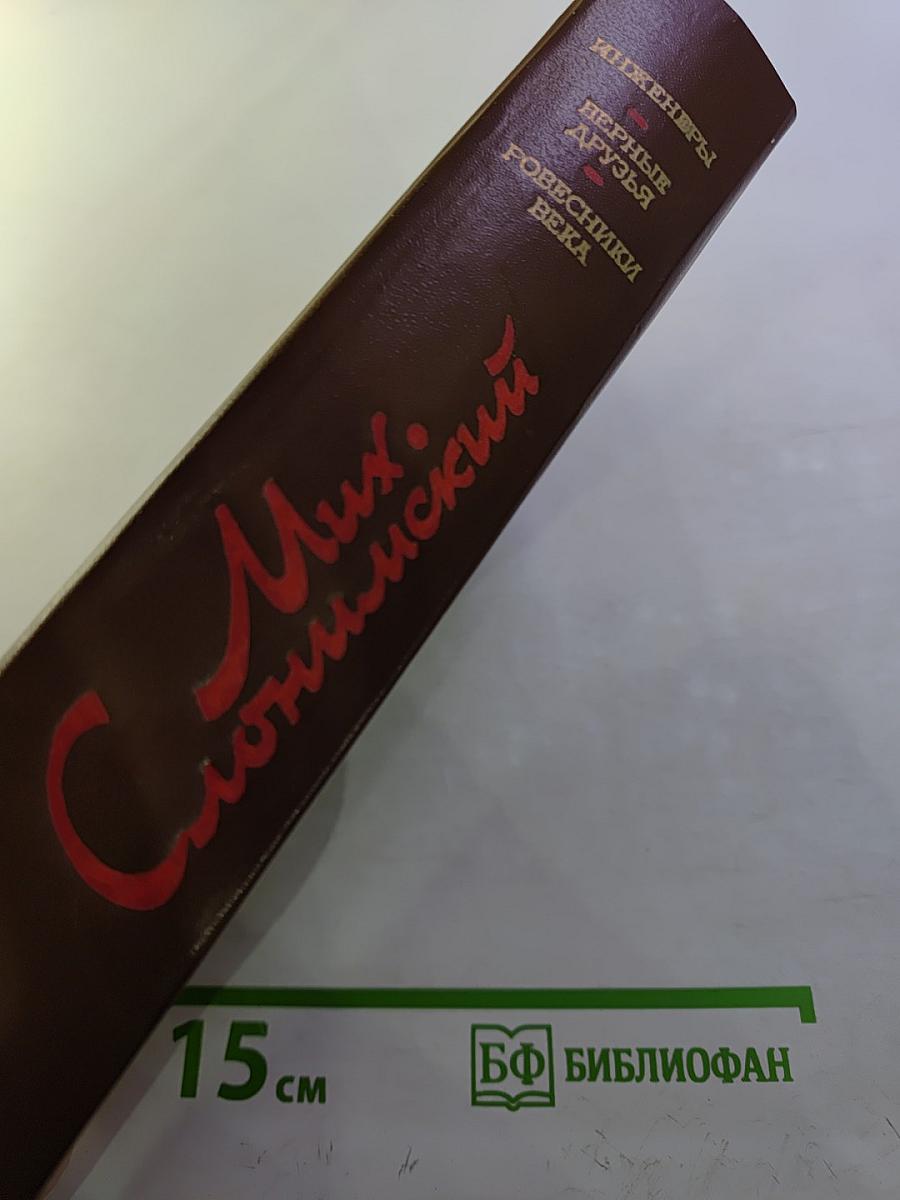 ИНЖЕНЕРЫ
ВЕРНЫЕ
ДРУЗЬЯ
РОВЕСНИКИ
ВЕКА
Мих.
Слонимский
15 см
БФ БИБЛИОФАН